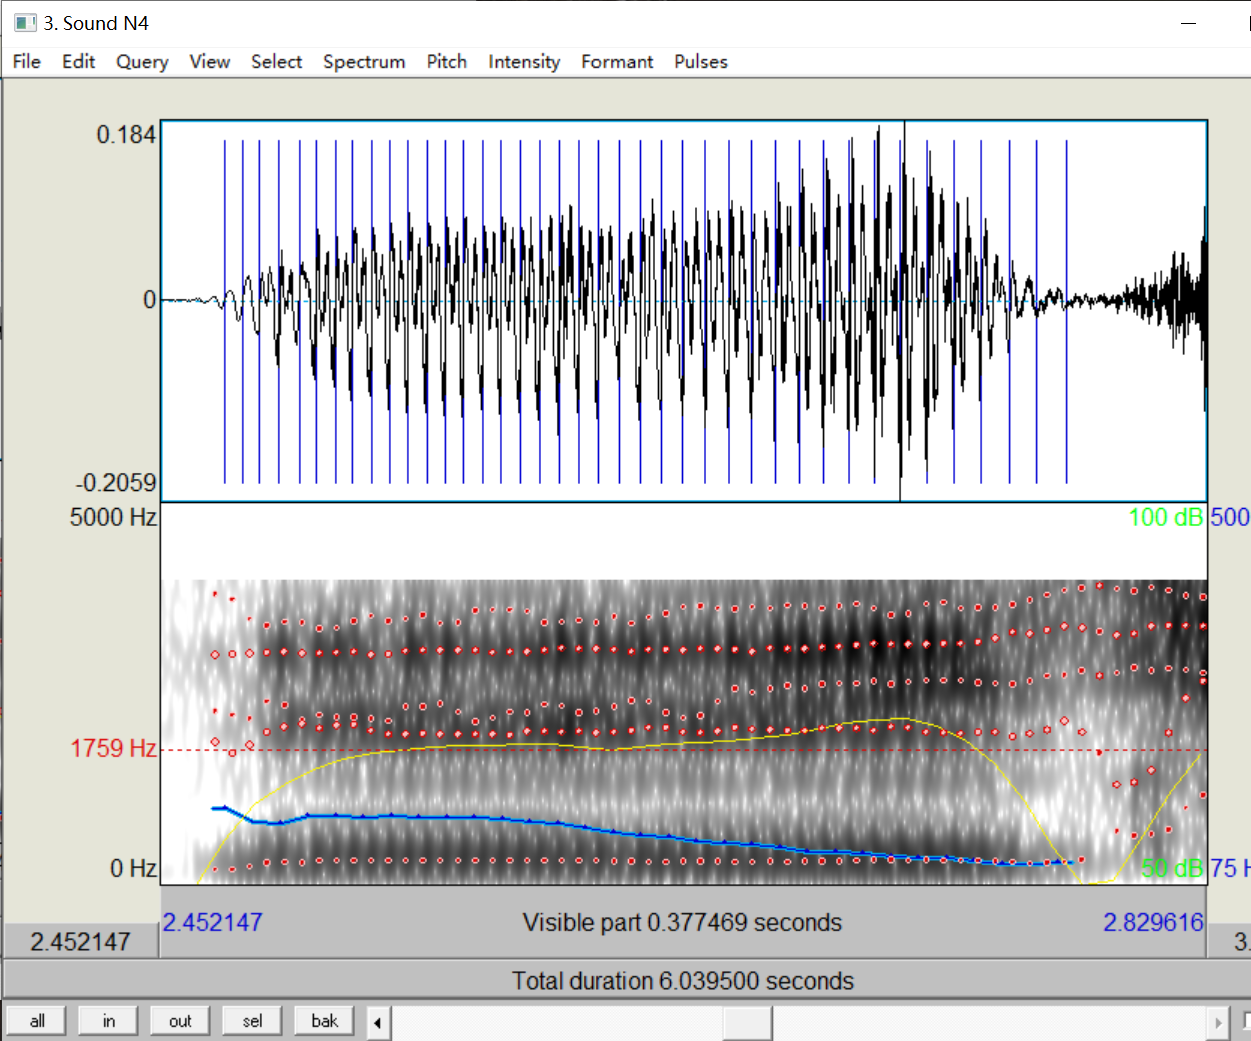 3. Sound N4
File Edit Query View Select Spectrum Pitch Intensity Formant Pulses
0.184
0
-0.2059
5000 Hz 100 dB 500
1759 Hz
0 Hz 50 dB 75 H
2.452147 Visible part 0.377469 seconds 2.829616
2.452147 3.
Total duration 6.039500 seconds
all in out sel bak